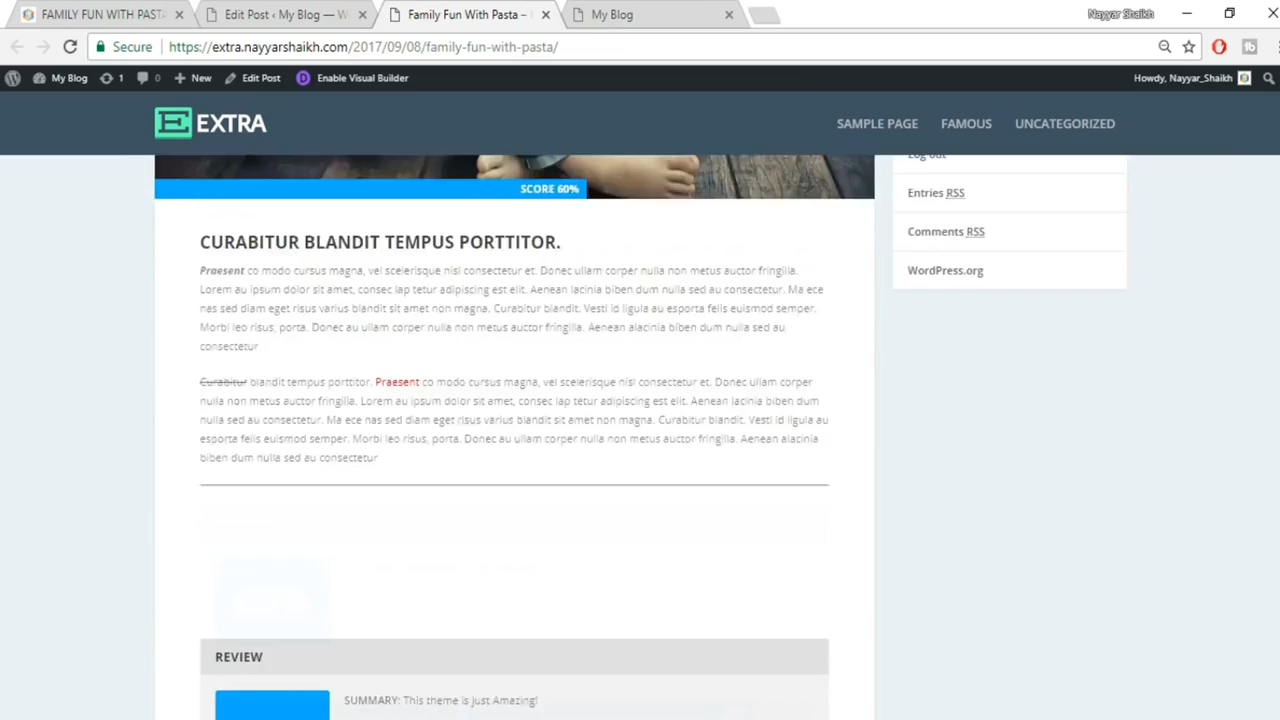 FAMILY FUN WITH PASTA
Edit Post ‹ My Blog — W
Family Fun With Pasta –
My Blog
Nayyar Shaikh
Secure
https://extra.nayyarshaikh.com/2017/09/08/family-fun-with-pasta/
My Blog
1
0
New
Edit Post
D
Enable Visual Builder
Howdy, Nayyar_Shaikh
E EXTRA
SAMPLE PAGE
FAMOUS
UNCATEGORIZED
SCORE 60%
Log out
Entries RSS
Comments RSS
WordPress.org
CURABITUR BLANDIT TEMPUS PORTTITOR.
Praesent co modo cursus magna, vel scelerisque nisl consectetur et. Donec ullam corper nulla non metus auctor fringilla.
Lorem au ipsum dolor sit amet, consec lap tetur adipiscing est elit. Aenean lacinia biben dum nulla sed au consectetur. Ma ece
nas sed diam eget risus varius blandit sit amet non magna. Curabitur blandit. Vesti id ligula au esporta felis euismod semper.
Morbi leo risus, porta. Donec au ullam corper nulla non metus auctor fringilla. Aenean alacinia biben dum nulla sed au
consectetur
Curabitur blandit tempus porttitor. Praesent co modo cursus magna, vel scelerisque nisl consectetur et. Donec ullam corper
nulla non metus auctor fringilla. Lorem au ipsum dolor sit amet, consec lap tetur adipiscing est elit. Aenean lacinia biben dum
nulla sed au consectetur. Ma ece nas sed diam eget risus varius blandit sit amet non magna. Curabitur blandit. Vesti id ligula au
esporta felis euismod semper. Morbi leo risus, porta. Donec au ullam corper nulla non metus auctor fringilla. Aenean alacinia
biben dum nulla sed au consectetur
REVIEW
SUMMARY: This theme is just Amazing!